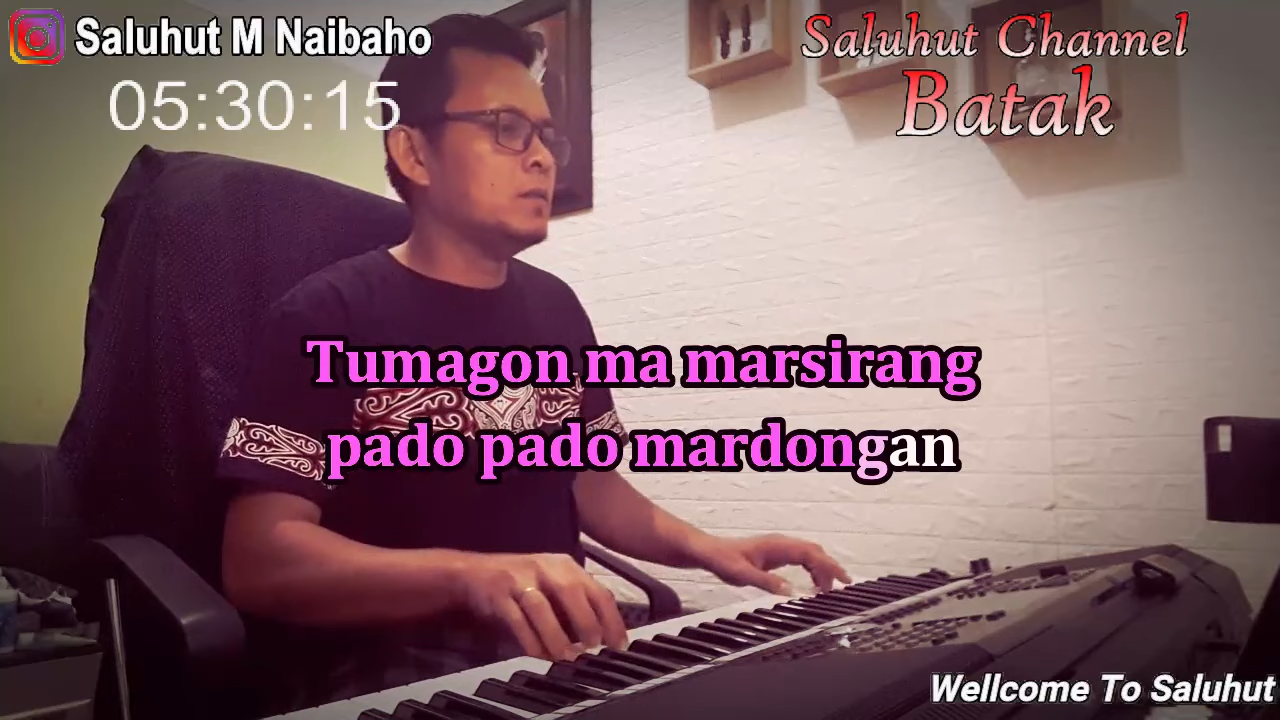 Saluhut M Naibaho
05:30:15
Saluhut Channel
Batak
Tumagon ma marsirang
pado pado mardongan
Wellcome To Saluhut